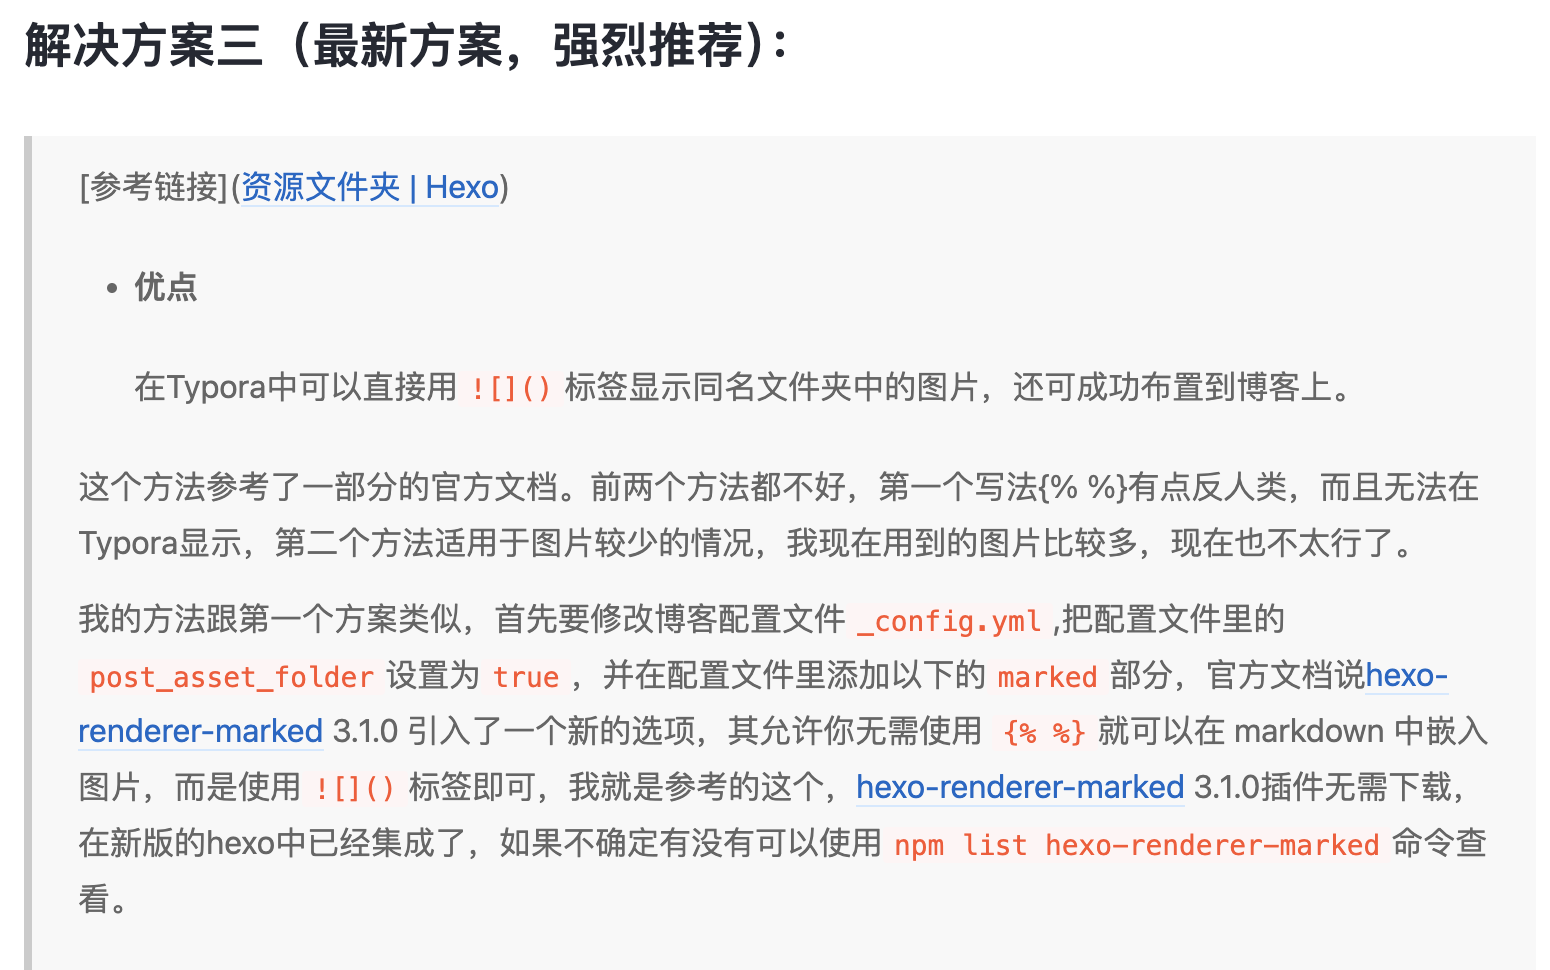 解决方案三（最新方案，强烈推荐）：
[参考链接](资源文件夹 | Hexo)
• 优点
在Typora中可以直接用 ![]() 标签显示同名文件夹中的图片，还可成功布置到博客上。
这个方法参考了一部分的官方文档。前两个方法都不好，第一个写法{% %}有点反人类，而且无法在
Typora显示，第二个方法适用于图片较少的情况，我现在用到的图片比较多，现在也不太行了。
我的方法跟第一个方案类似，首先要修改博客配置文件 _config.yml ,把配置文件里的
post_asset_folder 设置为 true ，并在配置文件里添加以下的 marked 部分，官方文档说hexo-
renderer-marked 3.1.0 引入了一个新的选项，其允许你无需使用 {% %} 就可以在 markdown 中嵌入
图片，而是使用 ![]() 标签即可，我就是参考的这个，hexo-renderer-marked 3.1.0插件无需下载，
在新版的hexo中已经集成了，如果不确定有没有可以使用 npm list hexo-renderer-marked 命令查
看。